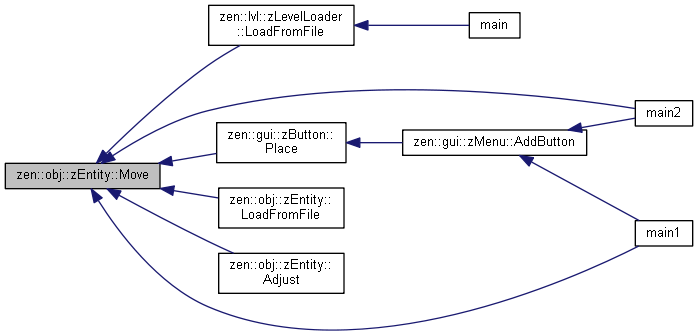 zen::lvl::zLevelLoader
::LoadFromFile
main
main2
zen::gui::zButton::
Place
zen::gui::zMenu::AddButton
zen::obj::zEntity::Move
zen::obj::zEntity::
LoadFromFile
main1
zen::obj::zEntity::
Adjust